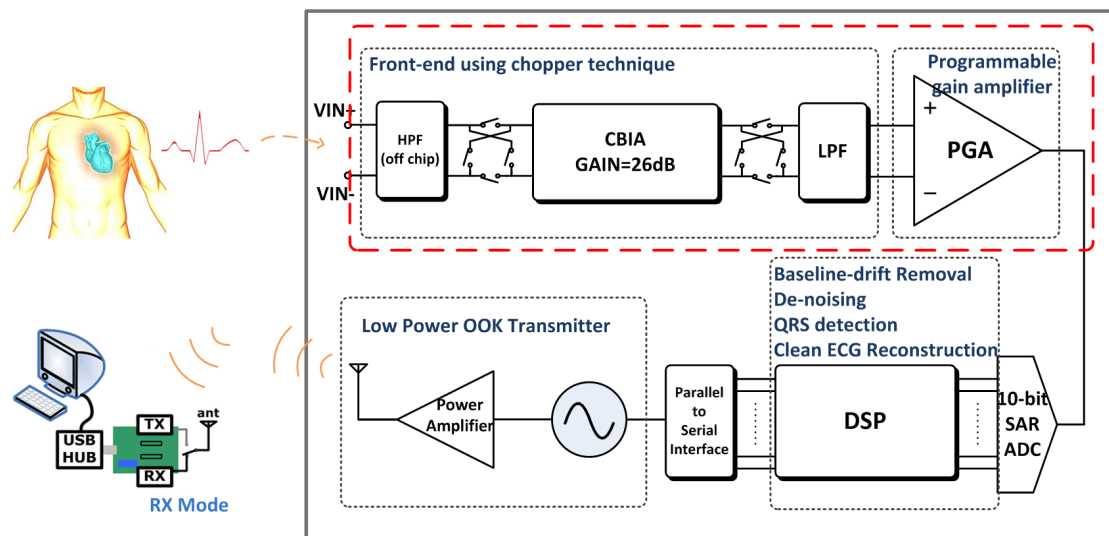 Front-end using chopper technique
Programmable
gain amplifier
VIN-
VIN-
HPF
(off chip)
CBIA
GAIN=26dB
LPF
+
PGA
−
Baseline-drift Removal
De-noising
QRS detection
Clean ECG Reconstruction
Low Power OOK Transmitter
Power
Amplifier
Parallel
to
Serial
Interface
DSP
10-bit
SAR
ADC
ant
TX
USB
HUB
RX
RX Mode